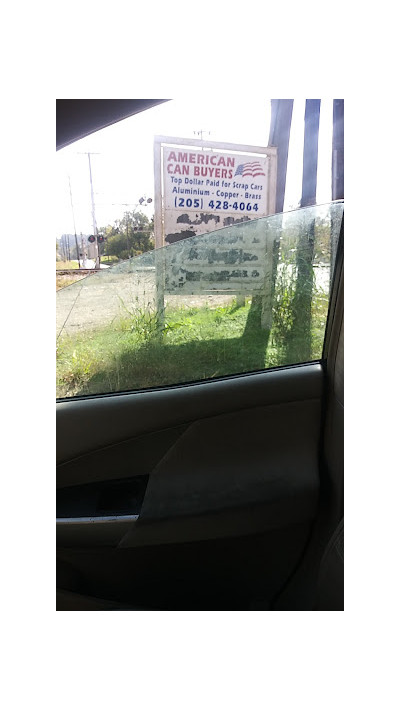 AMERICAN
CAN BUYERS
Top Dollar Paid for Scrap Cars
Aluminium - Copper - Brass
(205) 428-4064